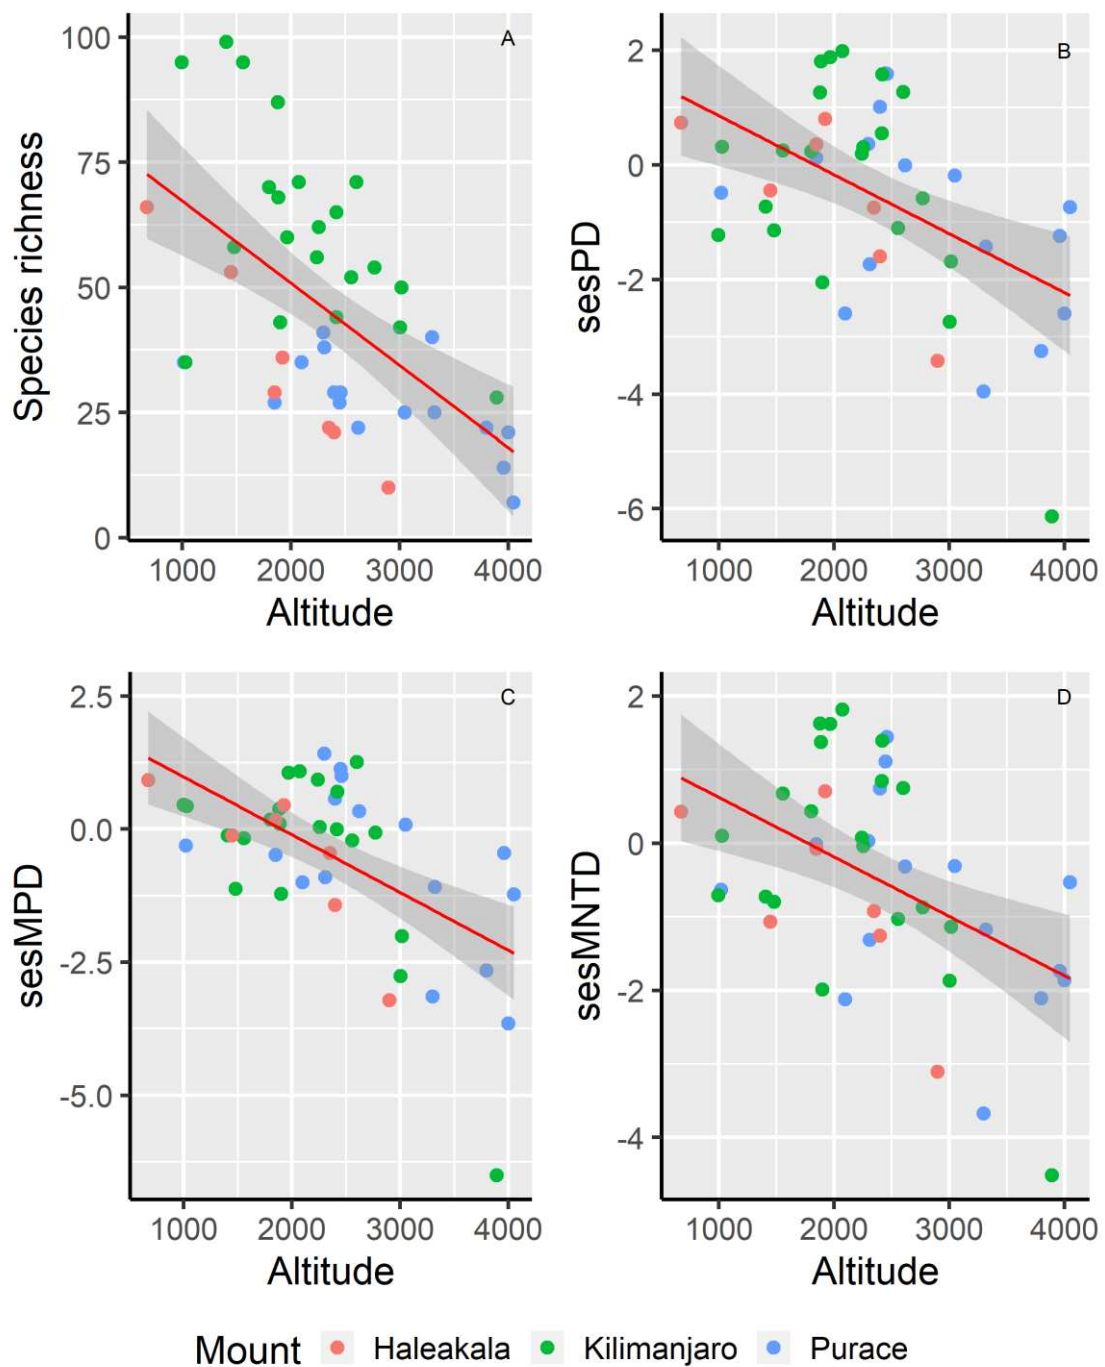 A
100
75
50
25
0
Species richness
1000 2000 3000 4000
Altitude
B
2
0
-2
-4
-6
sesPD
1000 2000 3000 4000
Altitude
C
2.5
0.0
-2.5
-5.0
sesMPD
1000 2000 3000 4000
Altitude
D
2
0
-2
-4
sesMNTD
1000 2000 3000 4000
Altitude
Mount Haleakala Kilimanjaro Purace